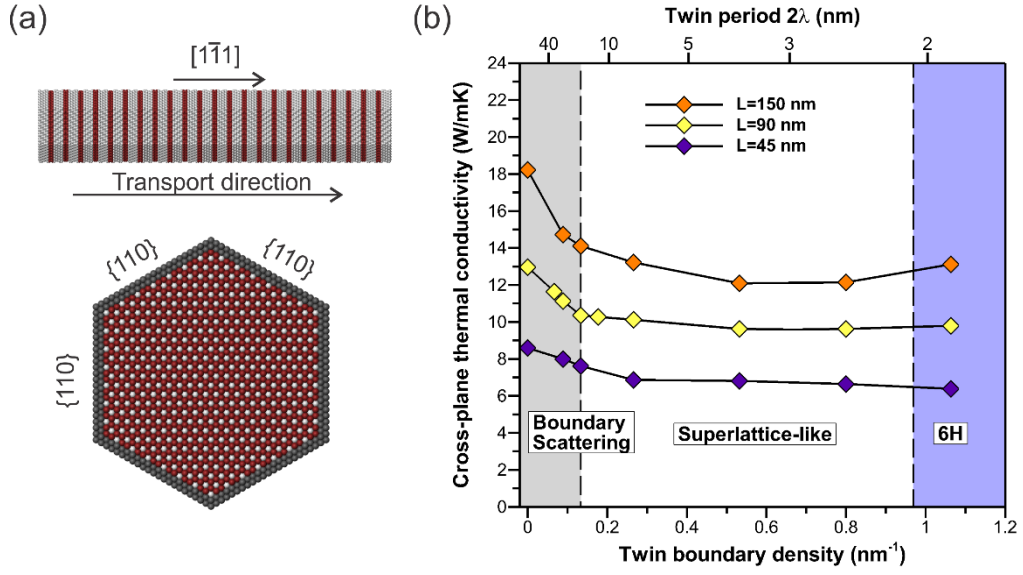 (a)
[11̅1]
Transport direction
{110}
{110}
{110}
(b)
Twin period 2λ (nm)
40 10 5 3 2
Cross-plane thermal conductivity (W/mK)
24
22
20
18
16
14
12
10
8
6
4
2
0
L=150 nm
L=90 nm
L=45 nm
Boundary
Scattering
Superlattice-like
6H
0 0.2 0.4 0.6 0.8 1 1.2
Twin boundary density (nm⁻¹)